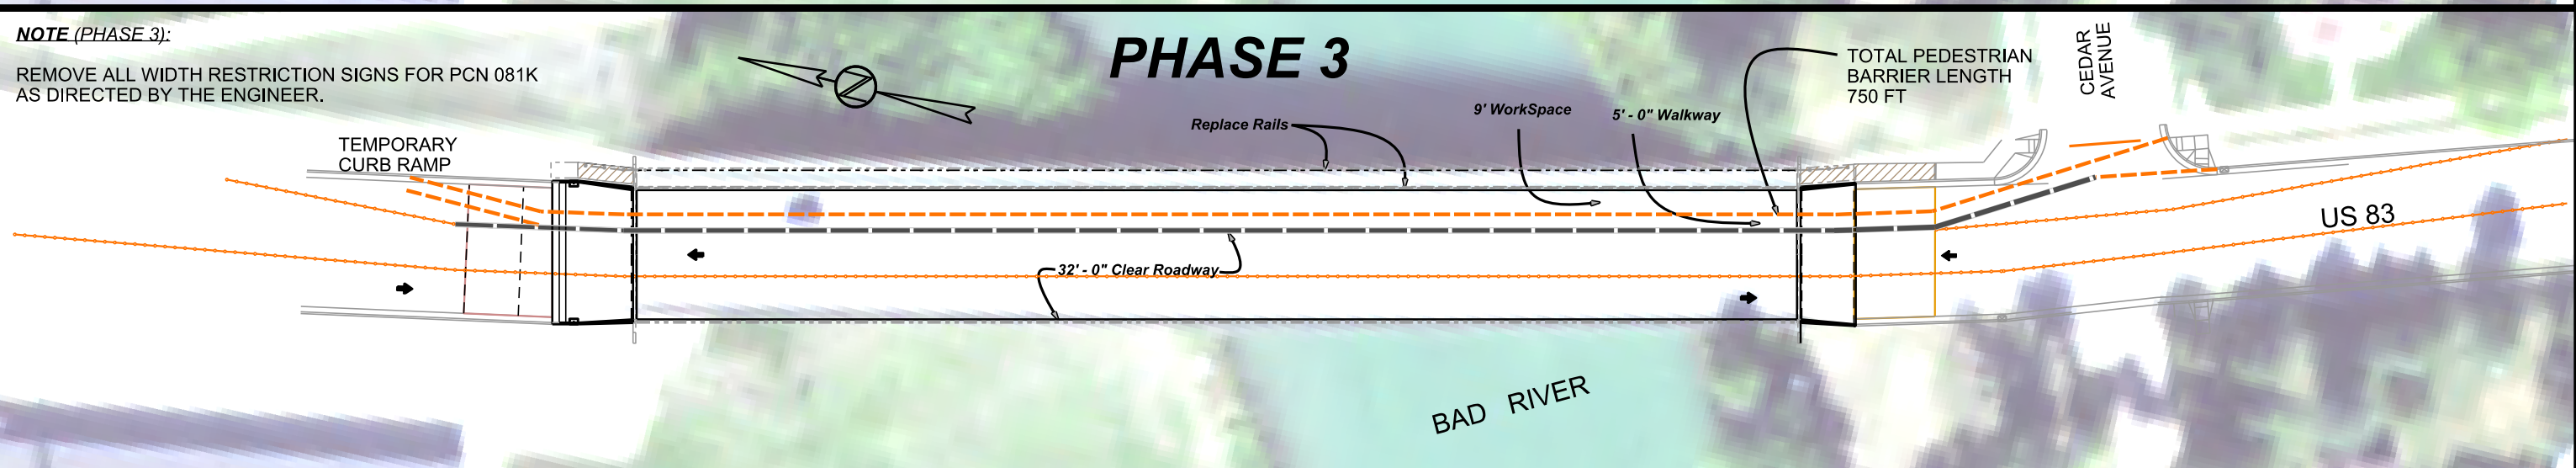 NOTE (PHASE 3):
REMOVE ALL WIDTH RESTRICTION SIGNS FOR PCN 081K
AS DIRECTED BY THE ENGINEER.
PHASE 3
TOTAL PEDESTRIAN
BARRIER LENGTH
750 FT
CEDAR
AVENUE
TEMPORARY
CURB RAMP
Replace Rails
9' WorkSpace
5' - 0" Walkway
US 83
32' - 0" Clear Roadway
BAD RIVER